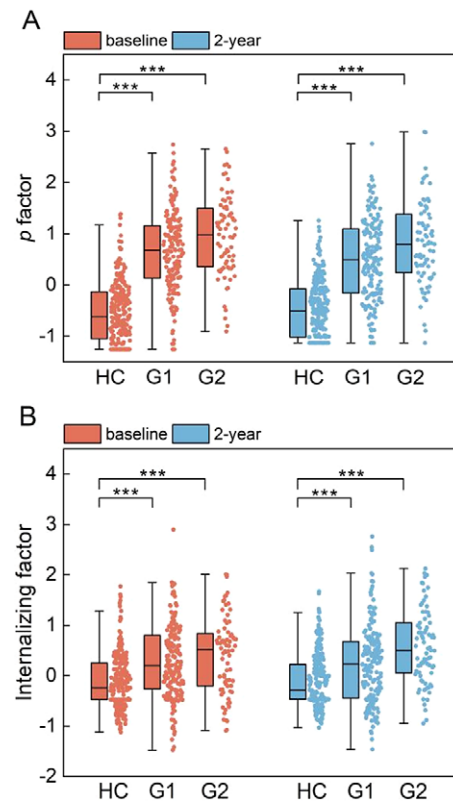 A
baseline 2-year
*** ***
*** ***
4
3
2
1
0
-1
p factor
HC G1 G2 HC G1 G2
B
baseline 2-year
*** ***
*** ***
4
3
2
1
0
-1
-2
Internalizing factor
HC G1 G2 HC G1 G2